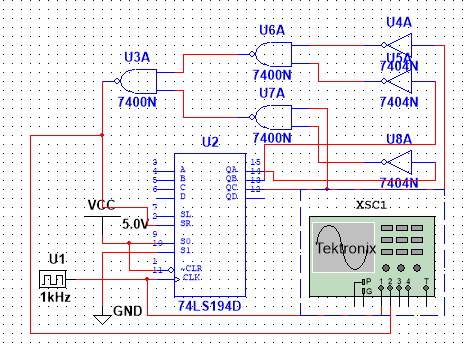 U4A
U6A
U3A
U5A
7404N
7400N
7404N
7400N
U7A
7400N
U8A
U2
7404N
3 A QA 15
4 B QB 14
5 C QC 13
6 D QD 12
VCC
2 SL
5.0V
7 SR
XSC1
9 S0
10 S1
Tektronix
U1
1 ~CLR
11 CLK
P
G
1 2 3 4 T
1kHz
GND
74LS194D